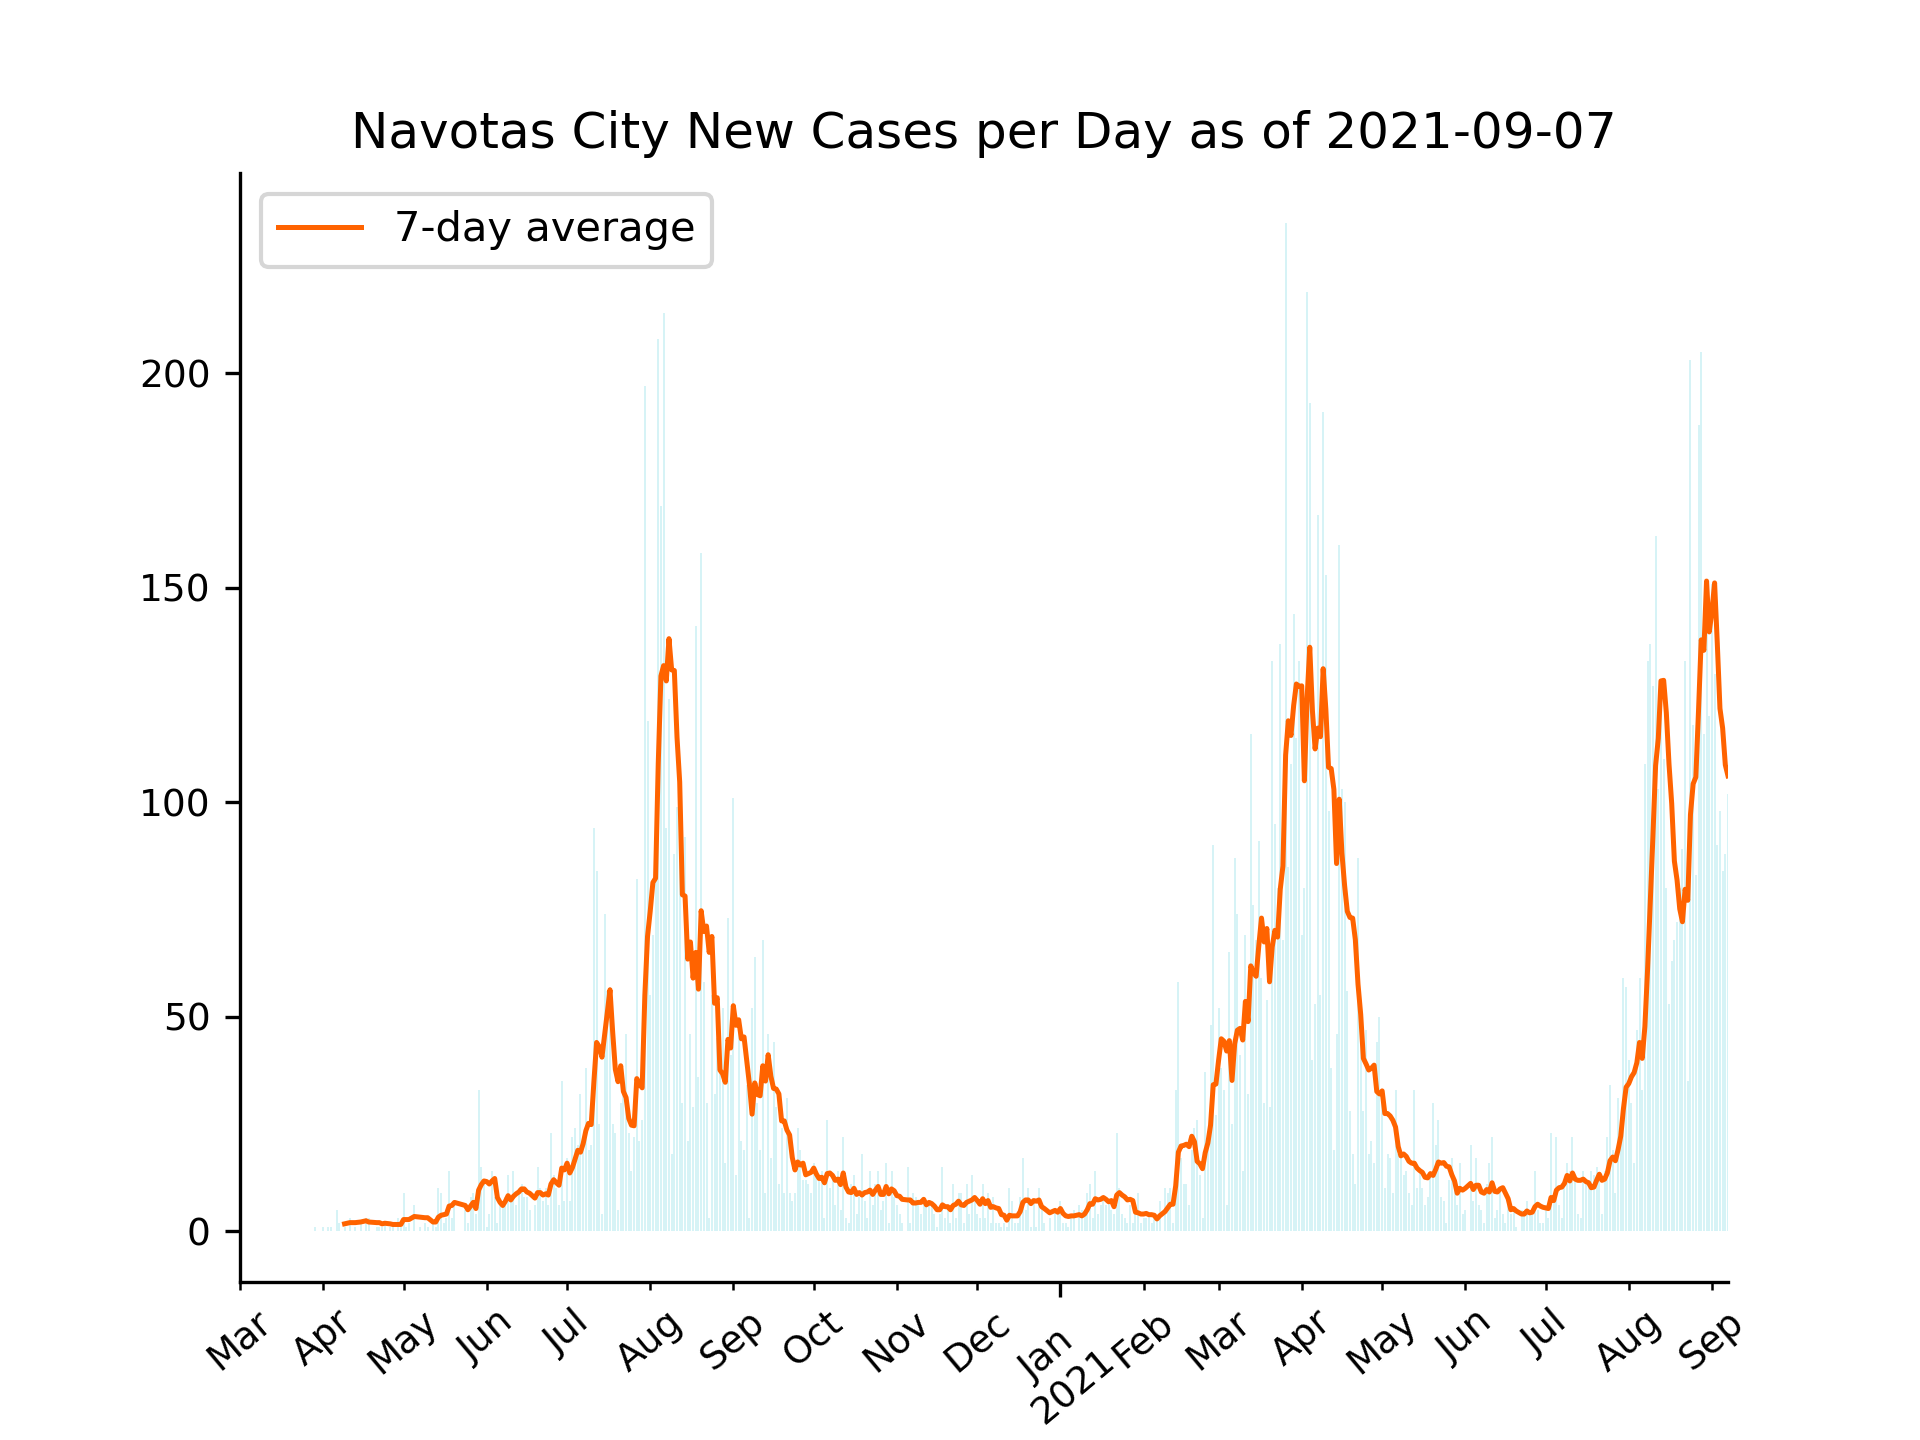 Navotas City New Cases per Day as of 2021-09-07
7-day average
200
150
100
50
0
Mar
Apr
May
Jun
Jul
Aug
Sep
Oct
Nov
Dec
Jan
2021
Feb
Mar
Apr
May
Jun
Jul
Aug
Sep